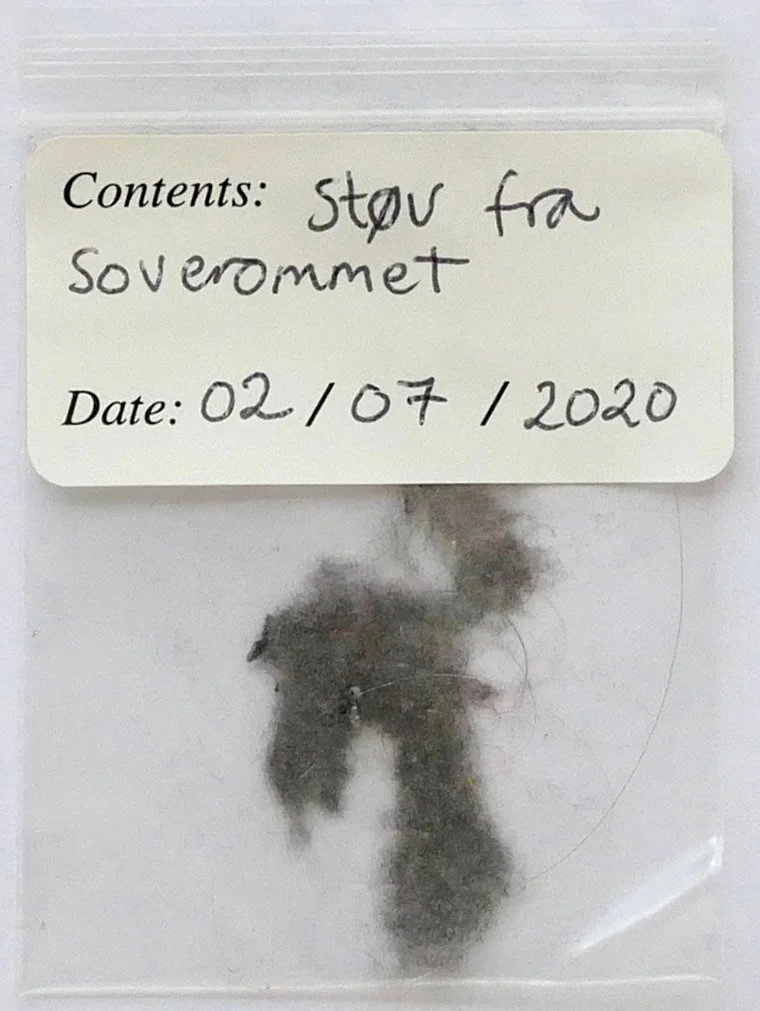 Contents: Støv fra
Soverommet
Date: 02/07/2020